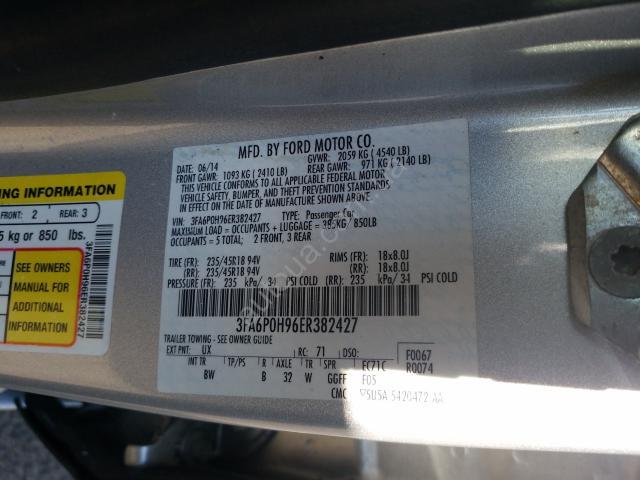 MFD. BY FORD MOTOR CO.
DATE: 06/14 GVWR: 2059 KG ( 4540 LB)
FRONT GAWR: 1093 KG ( 2410 LB) REAR GAWR: 971 KG ( 2140 LB)
THIS VEHICLE CONFORMS TO ALL APPLICABLE FEDERAL MOTOR
VEHICLE SAFETY, BUMPER, AND THEFT PREVENTION STANDARDS
IN EFFECT ON THE DATE OF MANUFACTURE SHOWN ABOVE.
VIN: 3FA6P0H96ER382427 TYPE: Passenger Car
MAXIMUM LOAD = OCCUPANTS + LUGGAGE = 385KG / 850LB
OCCUPANTS = 5 TOTAL: 2 FRONT, 3 REAR
TIRE (FR): 235/45R18 94V RIMS (FR): 18x8.0J
(RR): 235/45R18 94V (RR): 18x8.0J
PRESSURE (FR): 235 kPa/ 34 PSI COLD (RR): 235 kPa/ 34 PSI COLD
3FA6P0H96ER382427
TRAILER TOWING - SEE OWNER GUIDE
EXT PNT: UX RC: 71 DSO: F0067
INT TR TP/PS R AXLE TR SPR EC71C R0074
BW B 32 W GGFF F05
CMC 5420472
ING INFORMATION
FRONT: 2 REAR: 3
5 kg or 850 lbs.
SEE OWNERS
MANUAL FOR
ADDITIONAL
INFORMATION
3FA6P0H96ER382427